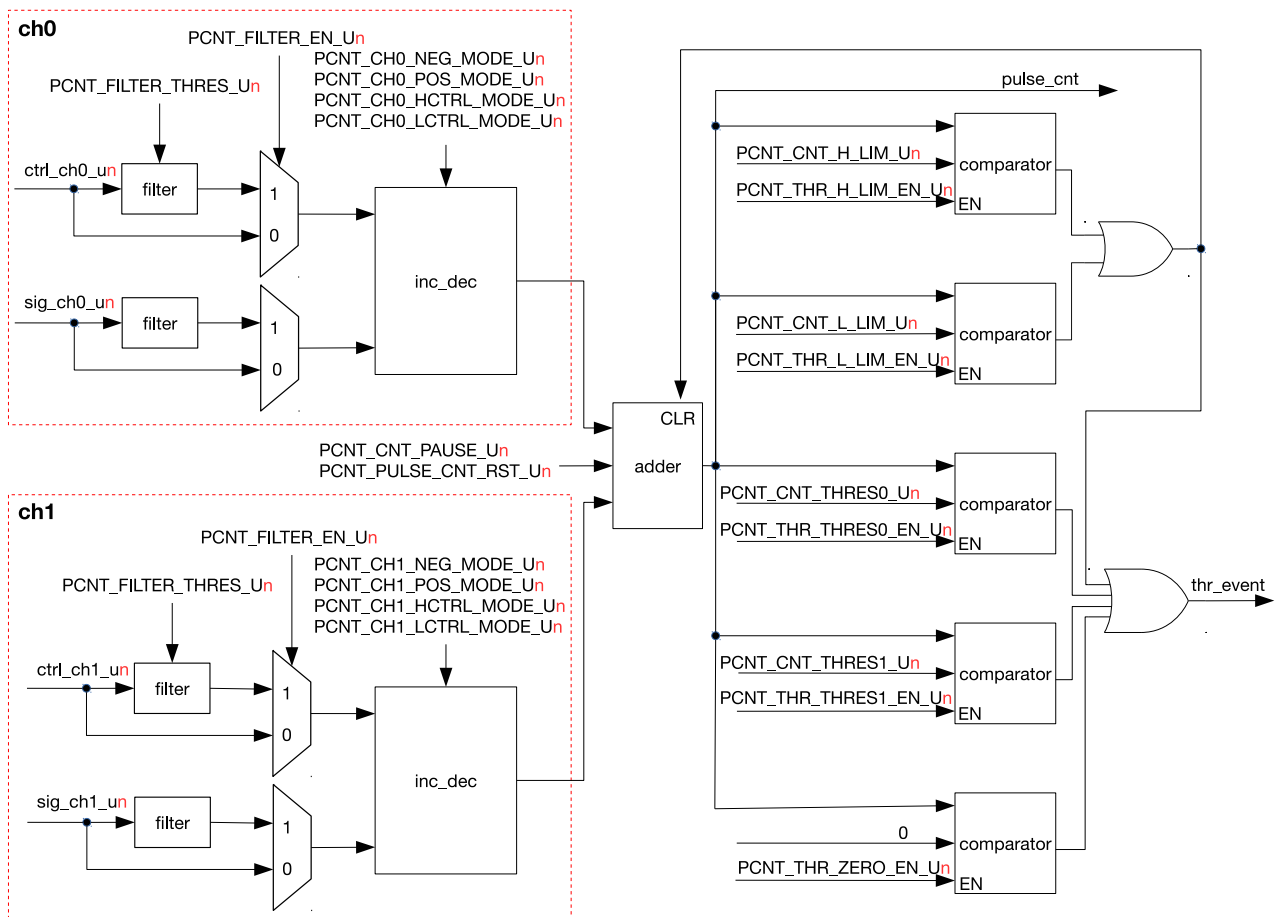 ch0
PCNT_FILTER_EN_Un
PCNT_CH0_NEG_MODE_Un
PCNT_CH0_POS_MODE_Un
PCNT_CH0_HCTRL_MODE_Un
PCNT_CH0_LCTRL_MODE_Un
PCNT_FILTER_THRES_Un
ctrl_ch0_un
filter
1
0
sig_ch0_un
filter
1
0
inc_dec
PCNT_CNT_PAUSE_Un
PCNT_PULSE_CNT_RST_Un
ch1
PCNT_FILTER_EN_Un
PCNT_CH1_NEG_MODE_Un
PCNT_CH1_POS_MODE_Un
PCNT_CH1_HCTRL_MODE_Un
PCNT_CH1_LCTRL_MODE_Un
PCNT_FILTER_THRES_Un
ctrl_ch1_un
filter
1
0
sig_ch1_un
filter
1
0
inc_dec
CLR
adder
pulse_cnt
PCNT_CNT_H_LIM_Un
PCNT_THR_H_LIM_EN_Un
comparator
EN
PCNT_CNT_L_LIM_Un
PCNT_THR_L_LIM_EN_Un
comparator
EN
PCNT_CNT_THRES0_Un
PCNT_THR_THRES0_EN_Un
comparator
EN
PCNT_CNT_THRES1_Un
PCNT_THR_THRES1_EN_Un
comparator
EN
0
PCNT_THR_ZERO_EN_Un
comparator
EN
thr_event